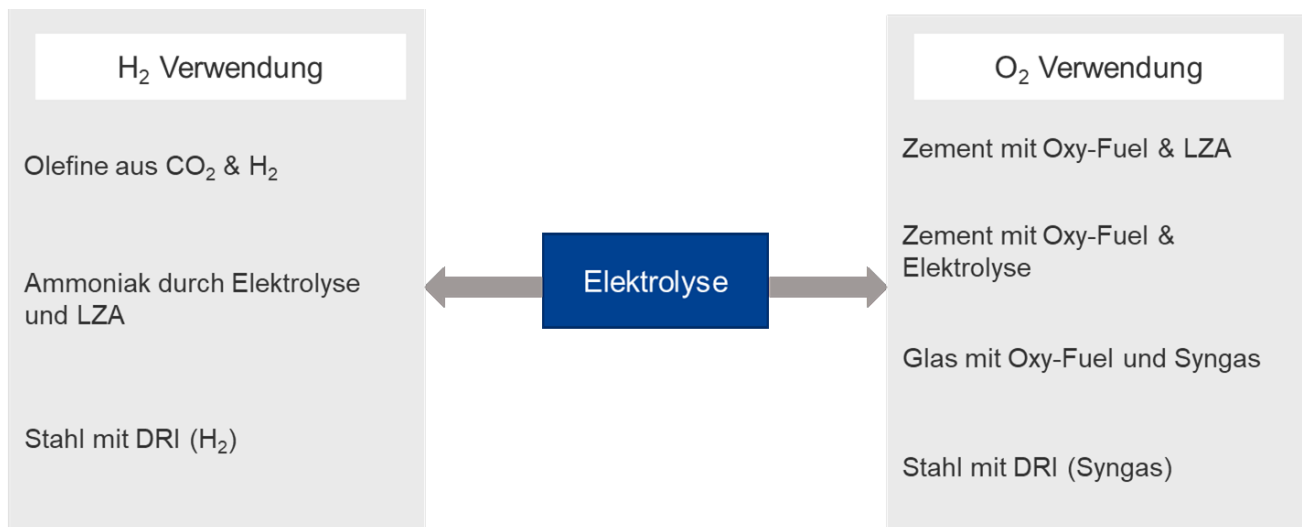 H₂ Verwendung
Olefine aus CO₂ & H₂
Ammoniak durch Elektrolyse
und LZA
Stahl mit DRI (H₂)
Elektrolyse
O₂ Verwendung
Zement mit Oxy-Fuel & LZA
Zement mit Oxy-Fuel &
Elektrolyse
Glas mit Oxy-Fuel und Syngas
Stahl mit DRI (Syngas)